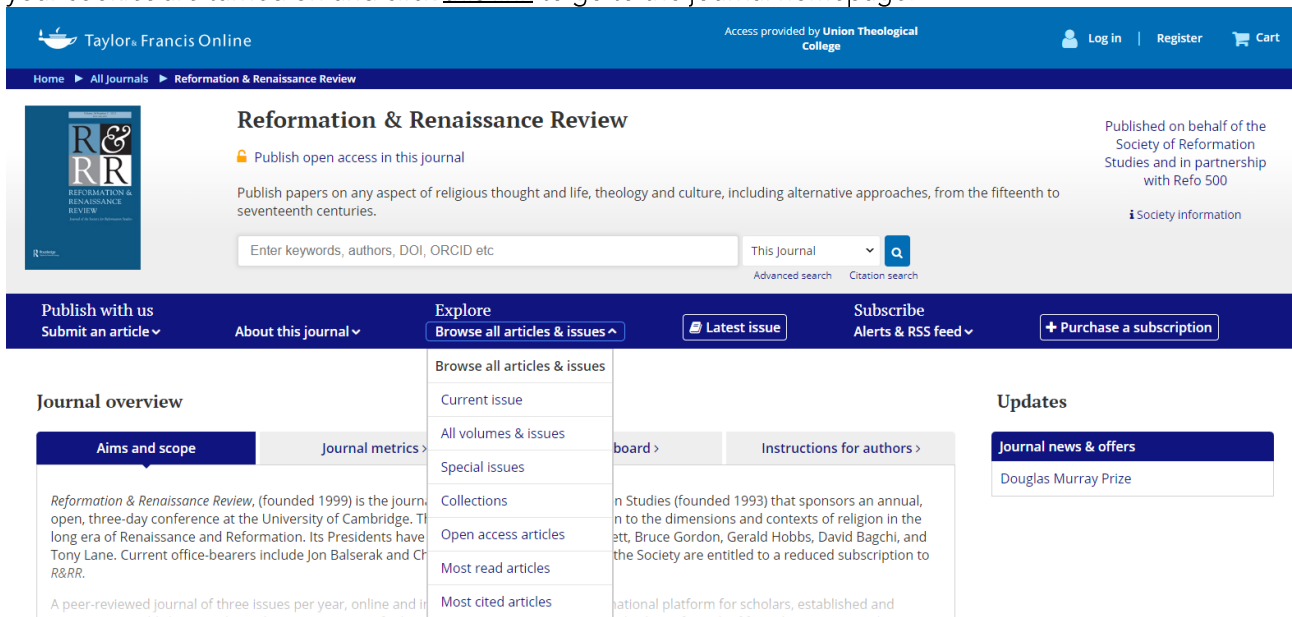 Taylor & Francis Online
Access provided by Union Theological
College
Log in | Register
Cart
Home ▶ All Journals ▶ Reformation & Renaissance Review
R&
RR
REFORMATION &
RENAISSANCE
REVIEW
Reformation & Renaissance Review
Publish open access in this journal
Publish papers on any aspect of religious thought and life, theology and culture, including alternative approaches, from the fifteenth to
seventeenth centuries.
Enter keywords, authors, DOI, ORCID etc
This Journal
Advanced search Citation search
Published on behalf of the
Society of Reformation
Studies and in partnership
with Refo 500
Society information
Publish with us
Submit an article
About this journal
Explore
Browse all articles & issues
Latest issue
Subscribe
Alerts & RSS feed
+ Purchase a subscription
Browse all articles & issues
Current issue
All volumes & issues
Special issues
Collections
Open access articles
Most read articles
Most cited articles
Journal overview
Aims and scope
Journal metrics >
board >
Instructions for authors >
Reformation & Renaissance Review, (founded 1999) is the journ
n Studies (founded 1993) that sponsors an annual,
open, three-day conference at the University of Cambridge.
n to the dimensions and contexts of religion in the
long era of Renaissance and Reformation. Its Presidents have
ett, Bruce Gordon, Gerald Hobbs, David Bagchi, and
Tony Lane. Current office-bearers include Jon Balserak and Ch
the Society are entitled to a reduced subscription to
R&RR.
A peer-reviewed journal of three issues per year, online and in
national platform for scholars, established and
Updates
Journal news & offers
Douglas Murray Prize